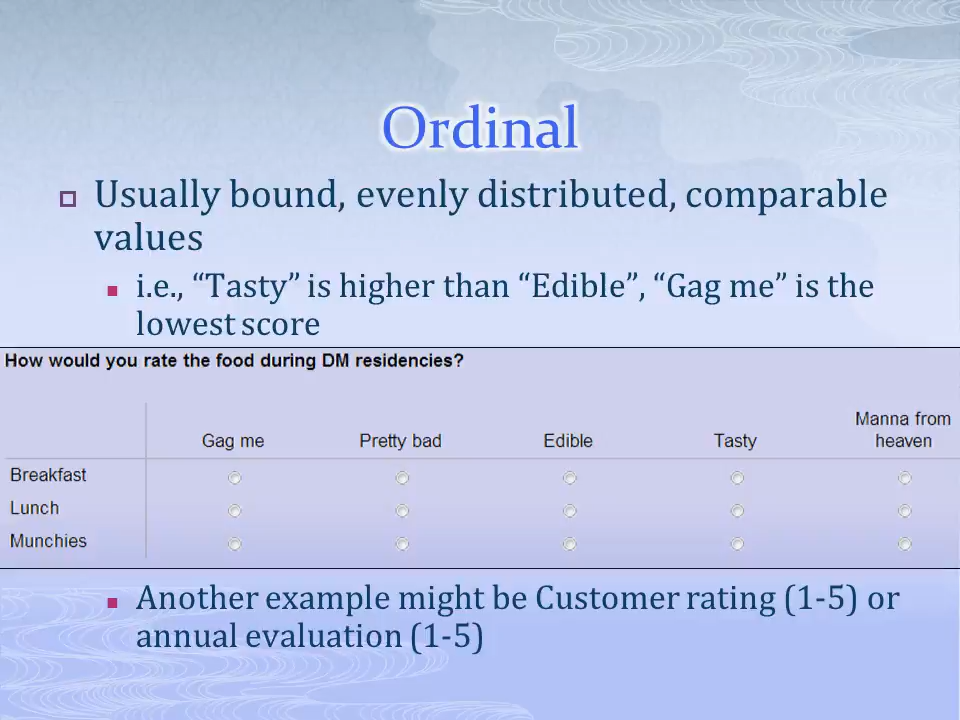 Ordinal
Usually bound, evenly distributed, comparable
values
i.e., “Tasty” is higher than “Edible”, “Gag me” is the
lowest score
How would you rate the food during DM residencies?
Gag me Pretty bad Edible Tasty Manna from
heaven
Breakfast
Lunch
Munchies
Another example might be Customer rating (1-5) or
annual evaluation (1-5)